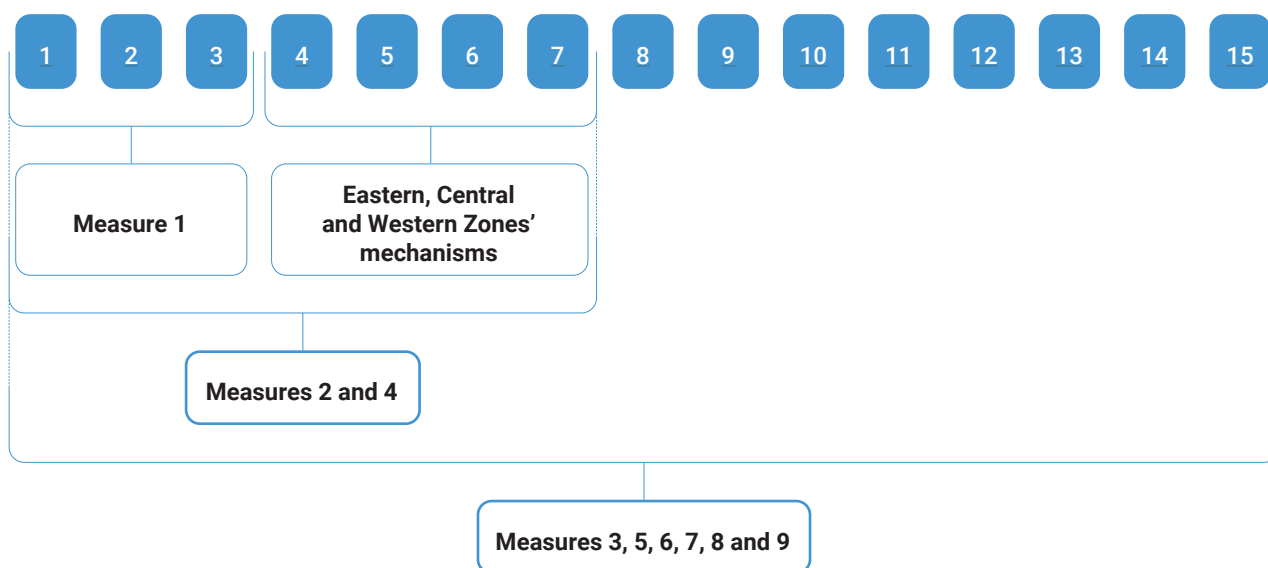 1 2 3 4 5 6 7 8 9 10 11 12 13 14 15
Measure 1
Eastern, Central
and Western Zones’
mechanisms
Measures 2 and 4
Measures 3, 5, 6, 7, 8 and 9